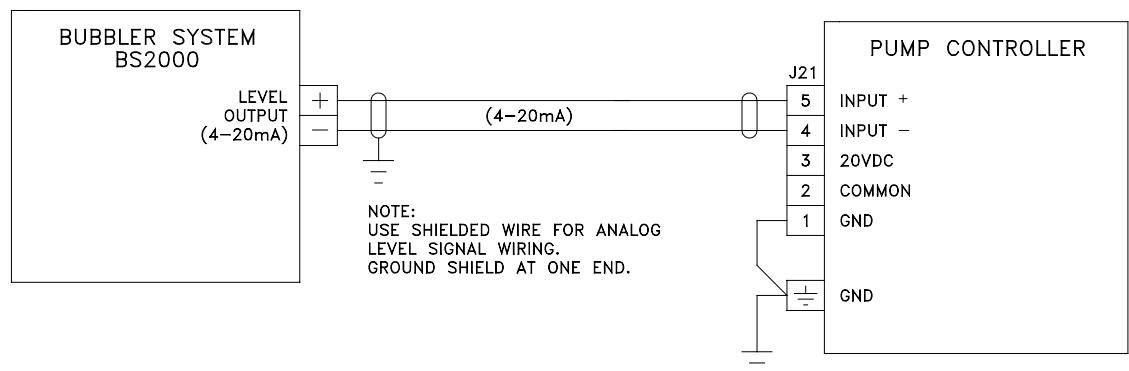 BUBBLER SYSTEM
BS2000
LEVEL
OUTPUT
(4-20mA)
+
-
(4-20mA)
NOTE:
USE SHIELDED WIRE FOR ANALOG
LEVEL SIGNAL WIRING.
GROUND SHIELD AT ONE END.
PUMP CONTROLLER
J21
5 INPUT +
4 INPUT -
3 20VDC
2 COMMON
1 GND
GND